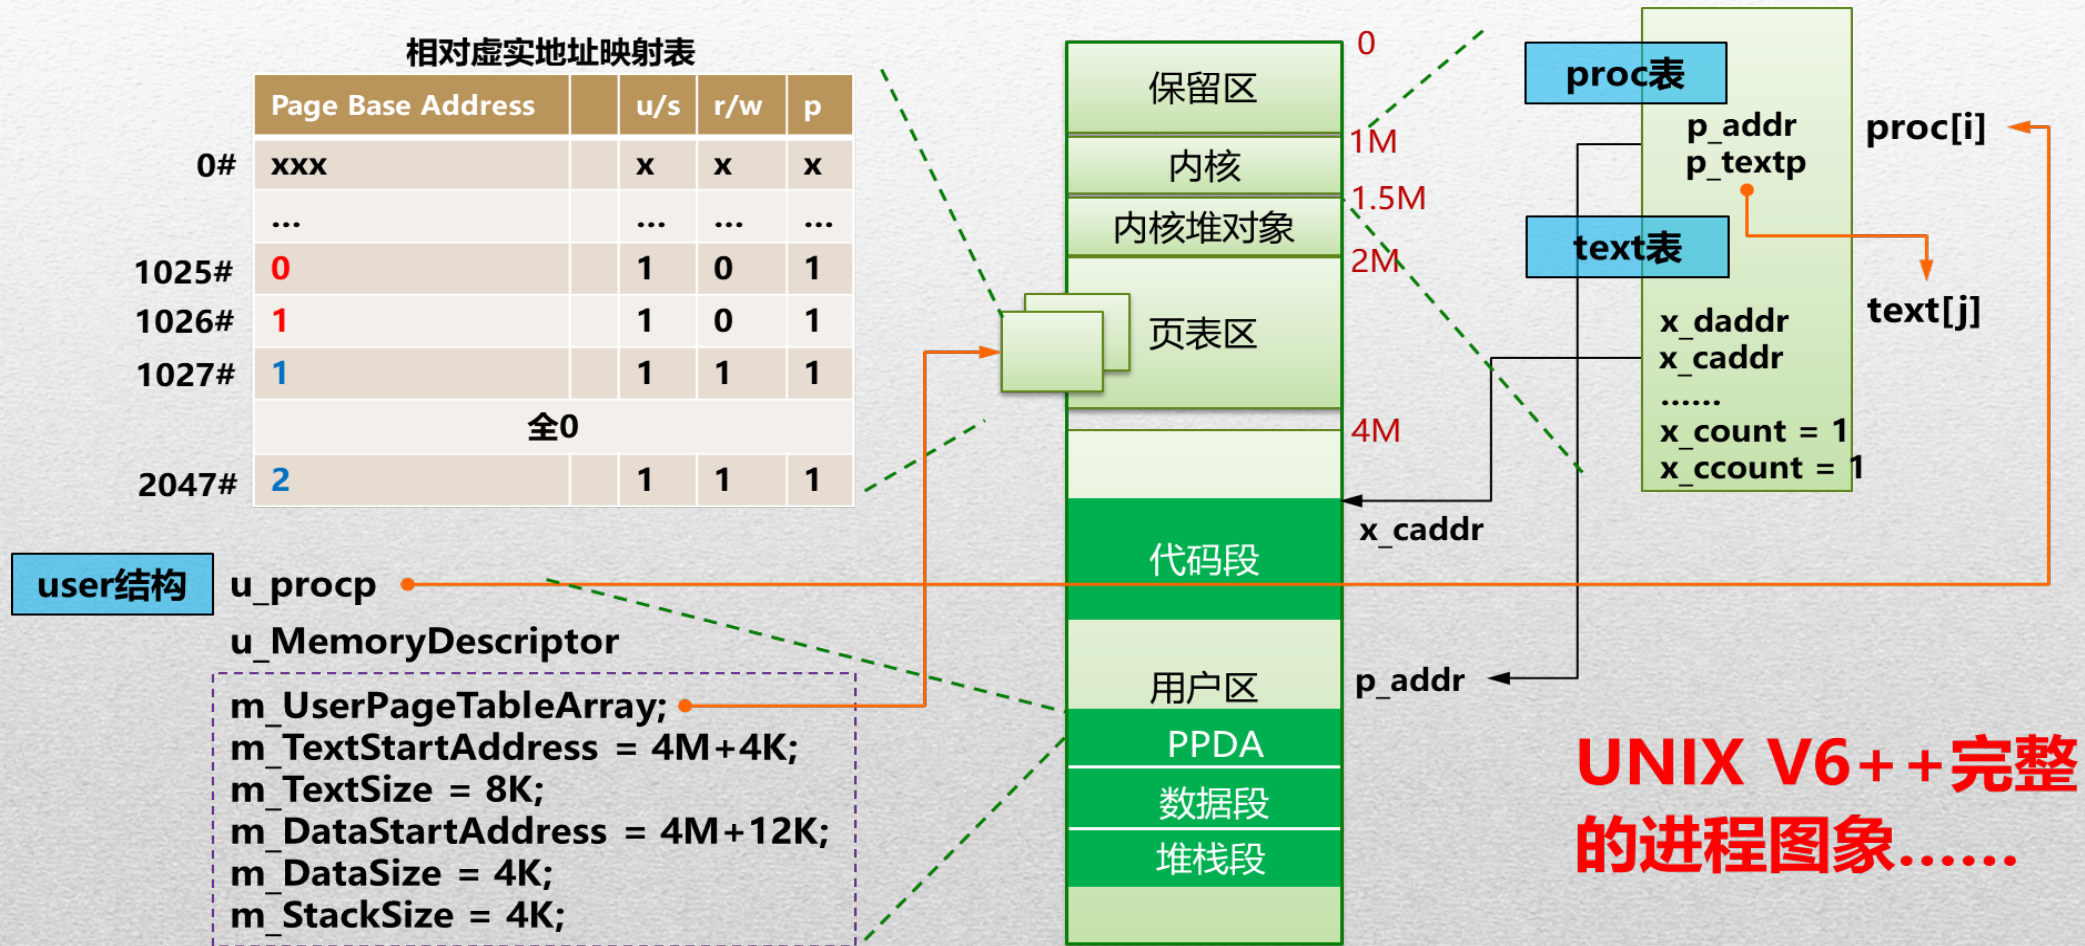 相对虚实地址映射表
Page Base Address u/s r/w p
0# xxx x x x
... ... ... ...
1025# 0 1 0 1
1026# 1 1 0 1
1027# 1 1 1 1
全0
2047# 2 1 1 1
user结构
u_procp
u_MemoryDescriptor
m_UserPageTableArray;
m_TextStartAddress = 4M+4K;
m_TextSize = 8K;
m_DataStartAddress = 4M+12K;
m_DataSize = 4K;
m_StackSize = 4K;
0
保留区
1M
内核
1.5M
内核堆对象
2M
页表区
4M
x_caddr
代码段
用户区
p_addr
PPDA
数据段
堆栈段
proc表
p_addr
p_textp
proc[i]
text表
text[j]
x_daddr
x_caddr
......
x_count = 1
x_ccount = 1
UNIX V6++完整
的进程图象......